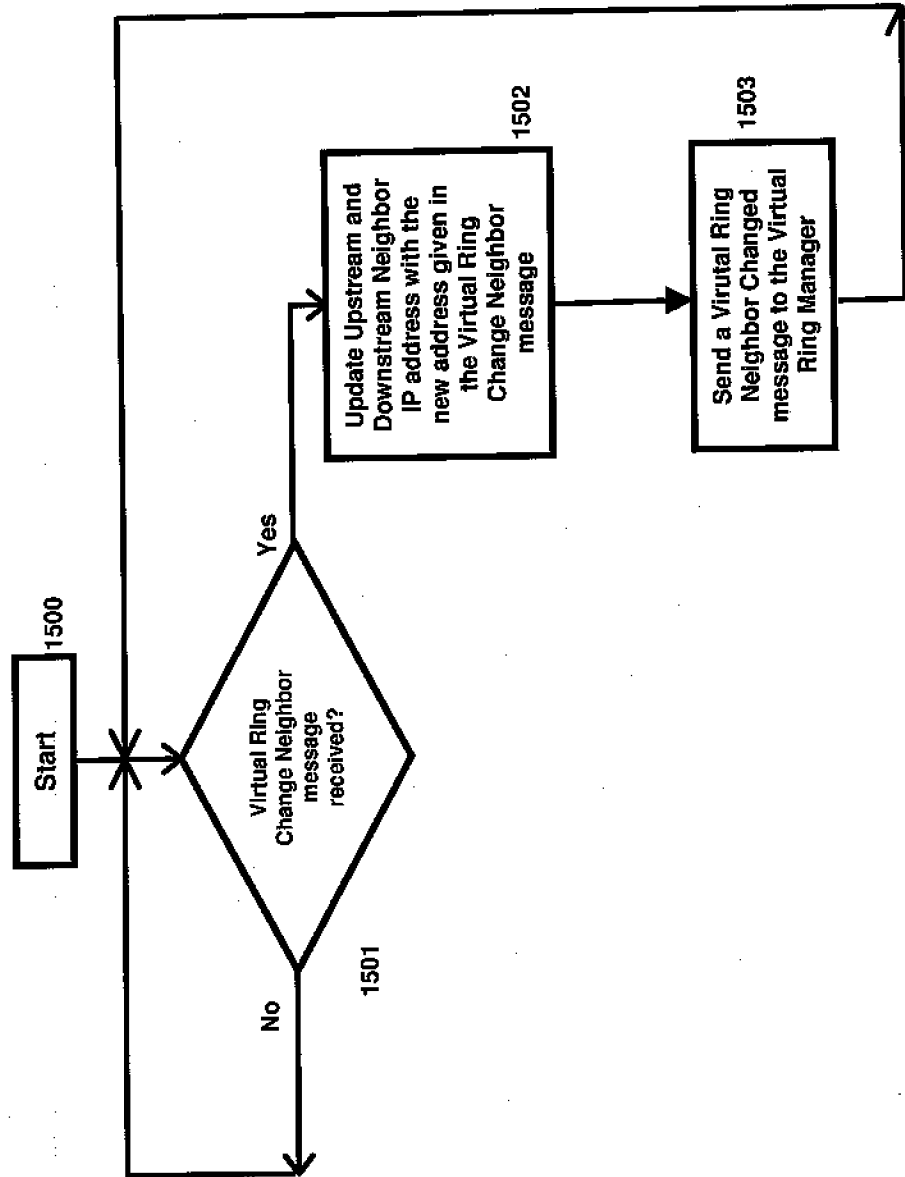 Start
1500
Virtual Ring
Change Neighbor
message
received?
1501
No
Yes
Update Upstream and
Downstream Neighbor
IP address with the
new address given in
the Virtual Ring
Change Neighbor
message
1502
Send a Virutal Ring
Neighbor Changed
message to the Virtual
Ring Manager
1503